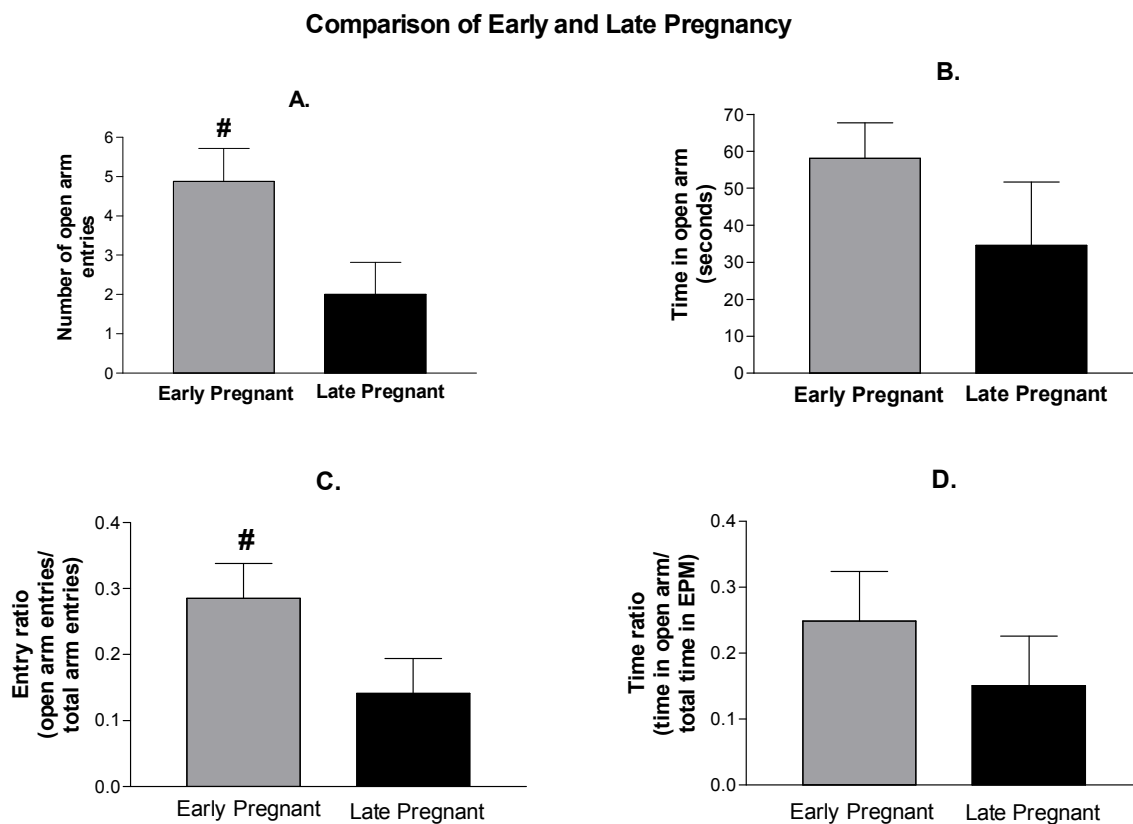 Comparison of Early and Late Pregnancy
A.
#
Number of open arm
entries
6
5
4
3
2
1
0
Early Pregnant
Late Pregnant
B.
Time in open arm
(seconds)
70
60
50
40
30
20
10
0
Early Pregnant
Late Pregnant
C.
#
Entry ratio
(open arm entries/
total arm entries)
0.4
0.3
0.2
0.1
0.0
Early Pregnant
Late Pregnant
D.
Time ratio
(time in open arm/
total time in EPM)
0.4
0.3
0.2
0.1
0.0
Early Pregnant
Late Pregnant